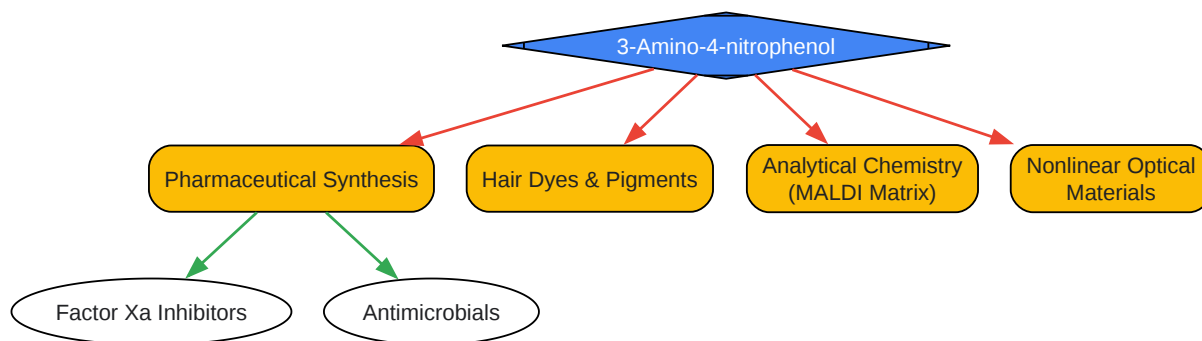 3-Amino-4-nitrophenol
Pharmaceutical Synthesis
Hair Dyes & Pigments
Analytical Chemistry
(MALDI Matrix)
Nonlinear Optical
Materials
Factor Xa Inhibitors
Antimicrobials